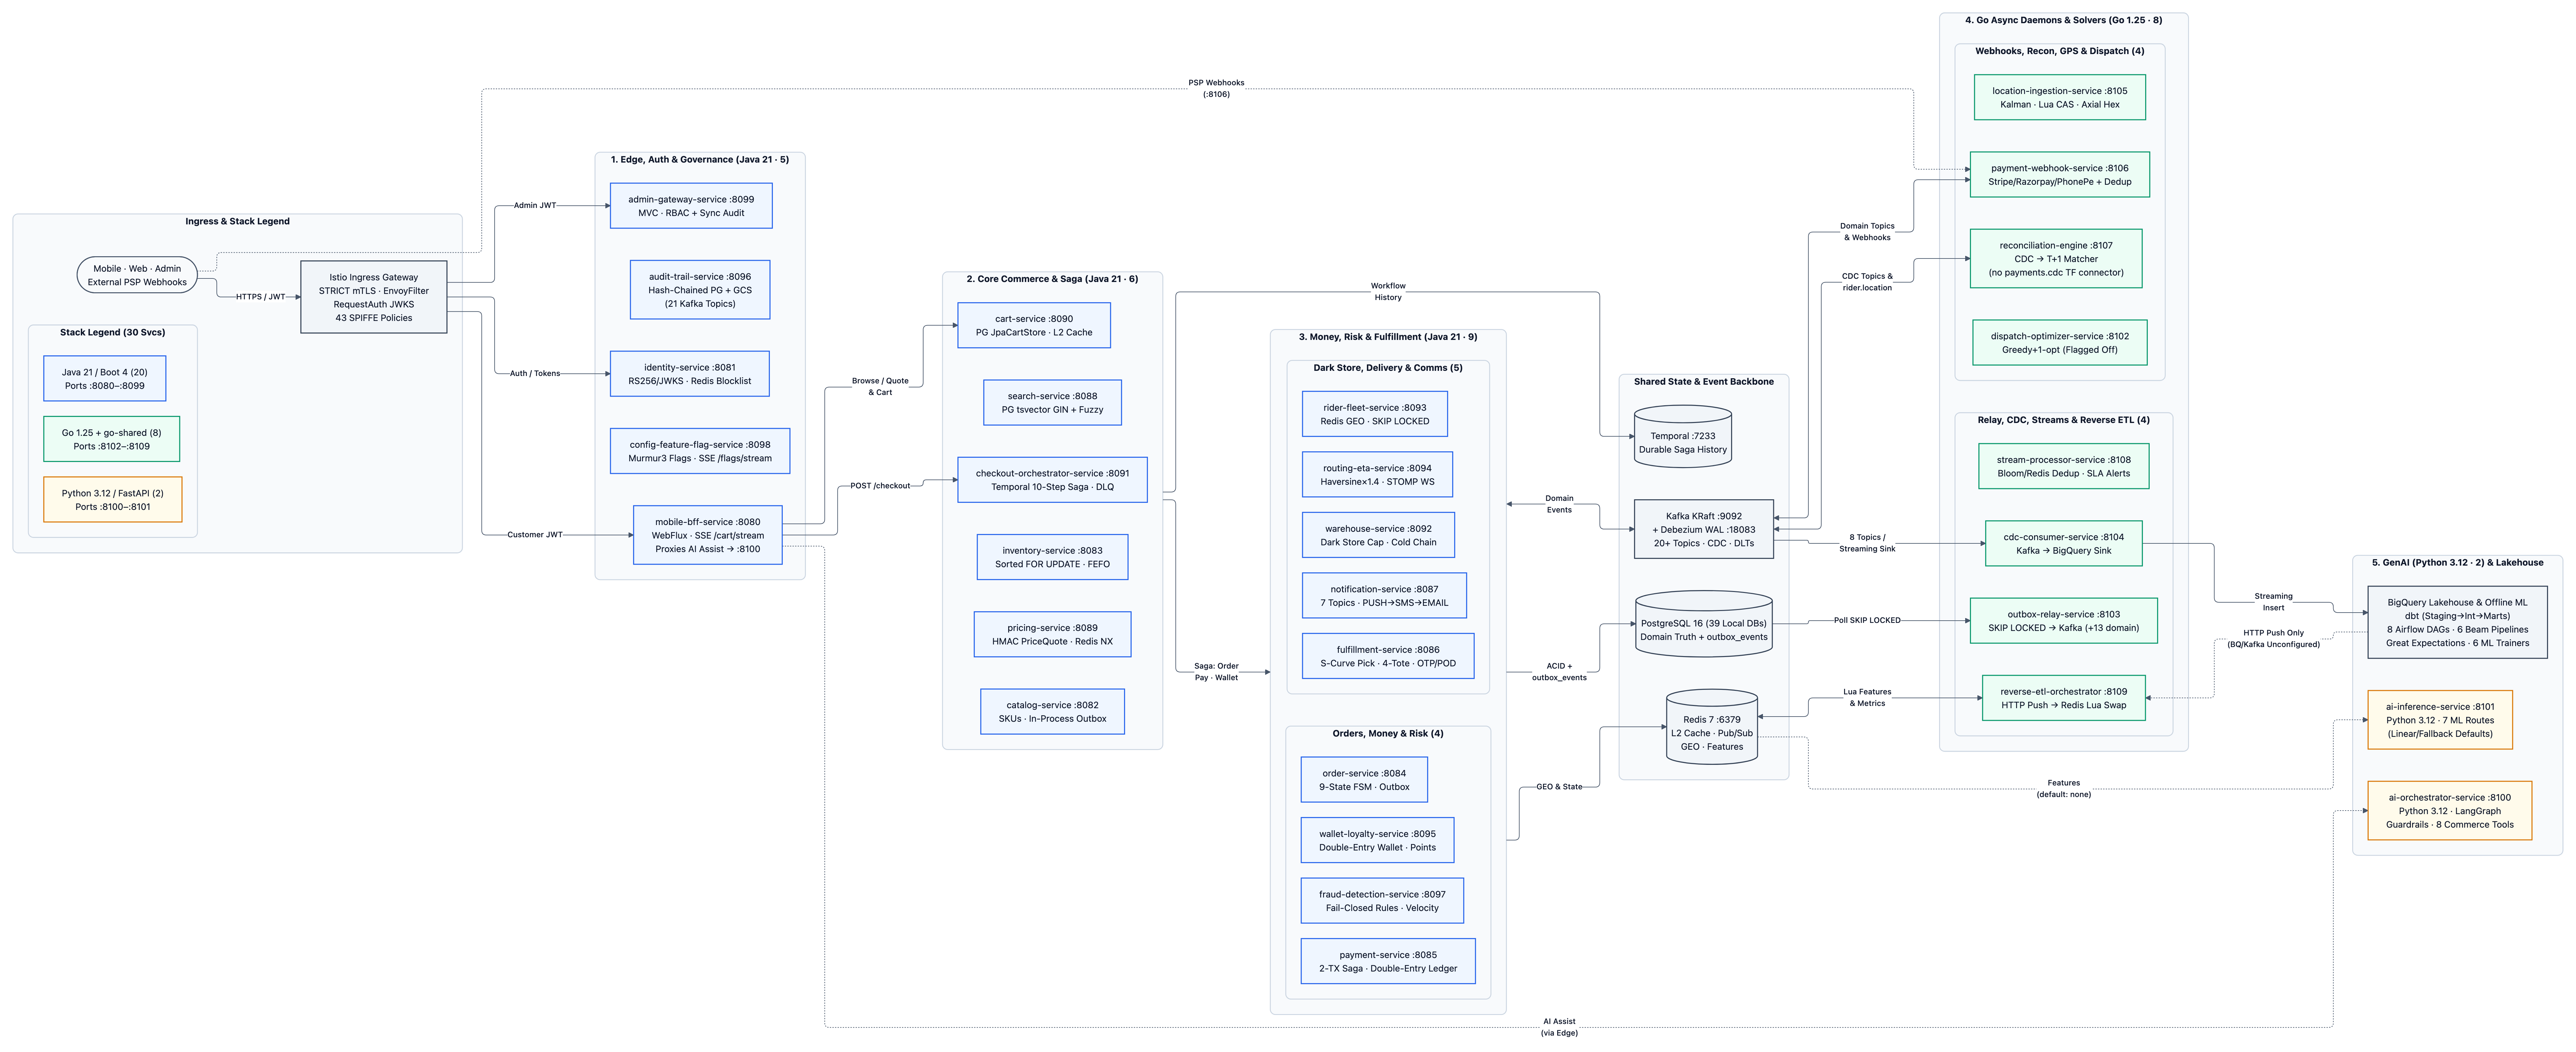 Ingress & Stack Legend
Mobile · Web · Admin
External PSP Webhooks
HTTPS / JWT
Istio Ingress Gateway
STRICT mTLS · EnvoyFilter
RequestAuth JWKS
43 SPIFFE Policies
Stack Legend (30 Svcs)
Java 21 / Boot 4 (20)
Ports :8080–:8099
Go 1.25 + go-shared (8)
Ports :8102–:8109
Python 3.12 / FastAPI (2)
Ports :8100–:8101
PSP Webhooks
(:8106)
Admin JWT
Auth / Tokens
Customer JWT
1. Edge, Auth & Governance (Java 21 · 5)
admin-gateway-service :8099
MVC · RBAC + Sync Audit
audit-trail-service :8096
Hash-Chained PG + GCS
(21 Kafka Topics)
identity-service :8081
RS256/JWKS · Redis Blocklist
config-feature-flag-service :8098
Murmur3 Flags · SSE /flags/stream
mobile-bff-service :8080
WebFlux · SSE /cart/stream
Proxies AI Assist → :8100
Browse / Quote
& Cart
POST /checkout
2. Core Commerce & Saga (Java 21 · 6)
cart-service :8090
PG JpaCartStore · L2 Cache
search-service :8088
PG tsvector GIN + Fuzzy
checkout-orchestrator-service :8091
Temporal 10-Step Saga · DLQ
inventory-service :8083
Sorted FOR UPDATE · FEFO
pricing-service :8089
HMAC PriceQuote · Redis NX
catalog-service :8082
SKUs · In-Process Outbox
Workflow
History
Saga: Order
Pay · Wallet
3. Money, Risk & Fulfillment (Java 21 · 9)
Dark Store, Delivery & Comms (5)
rider-fleet-service :8093
Redis GEO · SKIP LOCKED
routing-eta-service :8094
Haversine×1.4 · STOMP WS
warehouse-service :8092
Dark Store Cap · Cold Chain
notification-service :8087
7 Topics · PUSH→SMS→EMAIL
fulfillment-service :8086
S-Curve Pick · 4-Tote · OTP/POD
Orders, Money & Risk (4)
order-service :8084
9-State FSM · Outbox
wallet-loyalty-service :8095
Double-Entry Wallet · Points
fraud-detection-service :8097
Fail-Closed Rules · Velocity
payment-service :8085
2-TX Saga · Double-Entry Ledger
Domain
Events
ACID +
outbox_events
GEO & State
AI Assist
(via Edge)
Shared State & Event Backbone
Temporal :7233
Durable Saga History
Kafka KRaft :9092
+ Debezium WAL :18083
20+ Topics · CDC · DLTs
PostgreSQL 16 (39 Local DBs)
Domain Truth + outbox_events
Redis 7 :6379
L2 Cache · Pub/Sub
GEO · Features
Domain Topics
& Webhooks
CDC Topics &
rider.location
8 Topics /
Streaming Sink
Poll SKIP LOCKED
Lua Features
& Metrics
Features
(default: none)
4. Go Async Daemons & Solvers (Go 1.25 · 8)
Webhooks, Recon, GPS & Dispatch (4)
location-ingestion-service :8105
Kalman · Lua CAS · Axial Hex
payment-webhook-service :8106
Stripe/Razorpay/PhonePe + Dedup
reconciliation-engine :8107
CDC → T+1 Matcher
(no payments.cdc TF connector)
dispatch-optimizer-service :8102
Greedy+1-opt (Flagged Off)
Relay, CDC, Streams & Reverse ETL (4)
stream-processor-service :8108
Bloom/Redis Dedup · SLA Alerts
cdc-consumer-service :8104
Kafka → BigQuery Sink
outbox-relay-service :8103
SKIP LOCKED → Kafka (+13 domain)
reverse-etl-orchestrator :8109
HTTP Push → Redis Lua Swap
Streaming
Insert
HTTP Push Only
(BQ/Kafka Unconfigured)
5. GenAI (Python 3.12 · 2) & Lakehouse
BigQuery Lakehouse & Offline ML
dbt (Staging→Int→Marts)
8 Airflow DAGs · 6 Beam Pipelines
Great Expectations · 6 ML Trainers
ai-inference-service :8101
Python 3.12 · 7 ML Routes
(Linear/Fallback Defaults)
ai-orchestrator-service :8100
Python 3.12 · LangGraph
Guardrails · 8 Commerce Tools